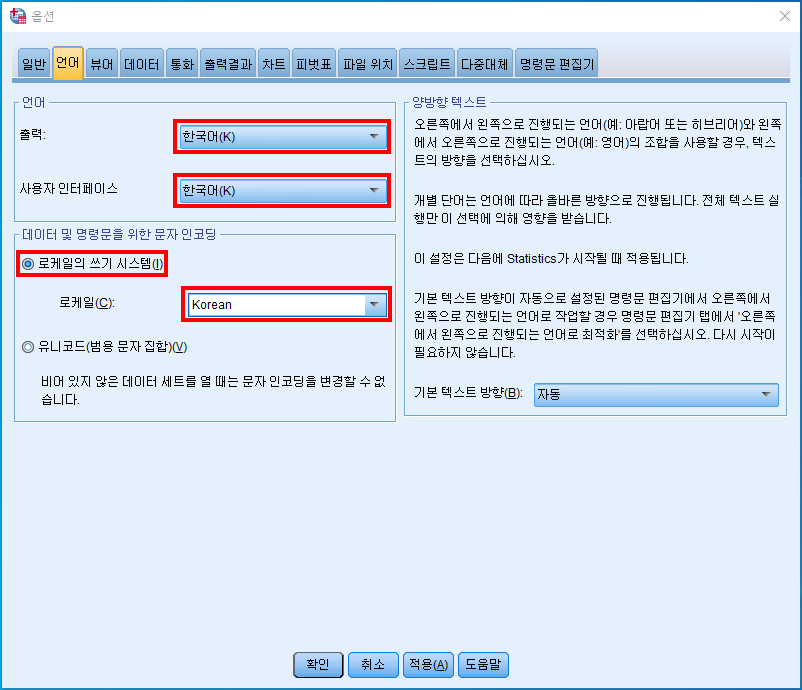 옵션
일반 언어 뷰어 데이터 통화 출력결과 차트 피벗표 파일 위치 스크립트 다중대체 명령문 편집기
언어
출력:
한국어(K)
사용자 인터페이스
한국어(K)
데이터 및 명령문을 위한 문자 인코딩
로케일의 쓰기 시스템(I)
로케일(C):
Korean
유니코드(범용 문자 집합)(V)
비어 있지 않은 데이터 세트를 열 때는 문자 인코딩을 변경할 수 없
습니다.
양방향 텍스트
오른쪽에서 왼쪽으로 진행되는 언어(예: 아랍어 또는 히브리어)와 왼쪽
에서 오른쪽으로 진행되는 언어(예: 영어)의 조합을 사용할 경우, 텍스
트의 방향을 선택하십시오.
개별 단어는 언어에 따라 올바른 방향으로 진행됩니다. 전체 텍스트 실
행만 이 선택에 의해 영향을 받습니다.
이 설정은 다음에 Statistics가 시작될 때 적용됩니다.
기본 텍스트 방향이 자동으로 설정된 명령문 편집기에서 오른쪽에서
왼쪽으로 진행되는 언어로 작업할 경우 명령문 편집기 탭에서 '오른쪽
에서 왼쪽으로 진행되는 언어로 최적화'를 선택하십시오. 다시 시작이
필요하지 않습니다.
기본 텍스트 방향(B):
자동
확인 취소 적용(A) 도움말